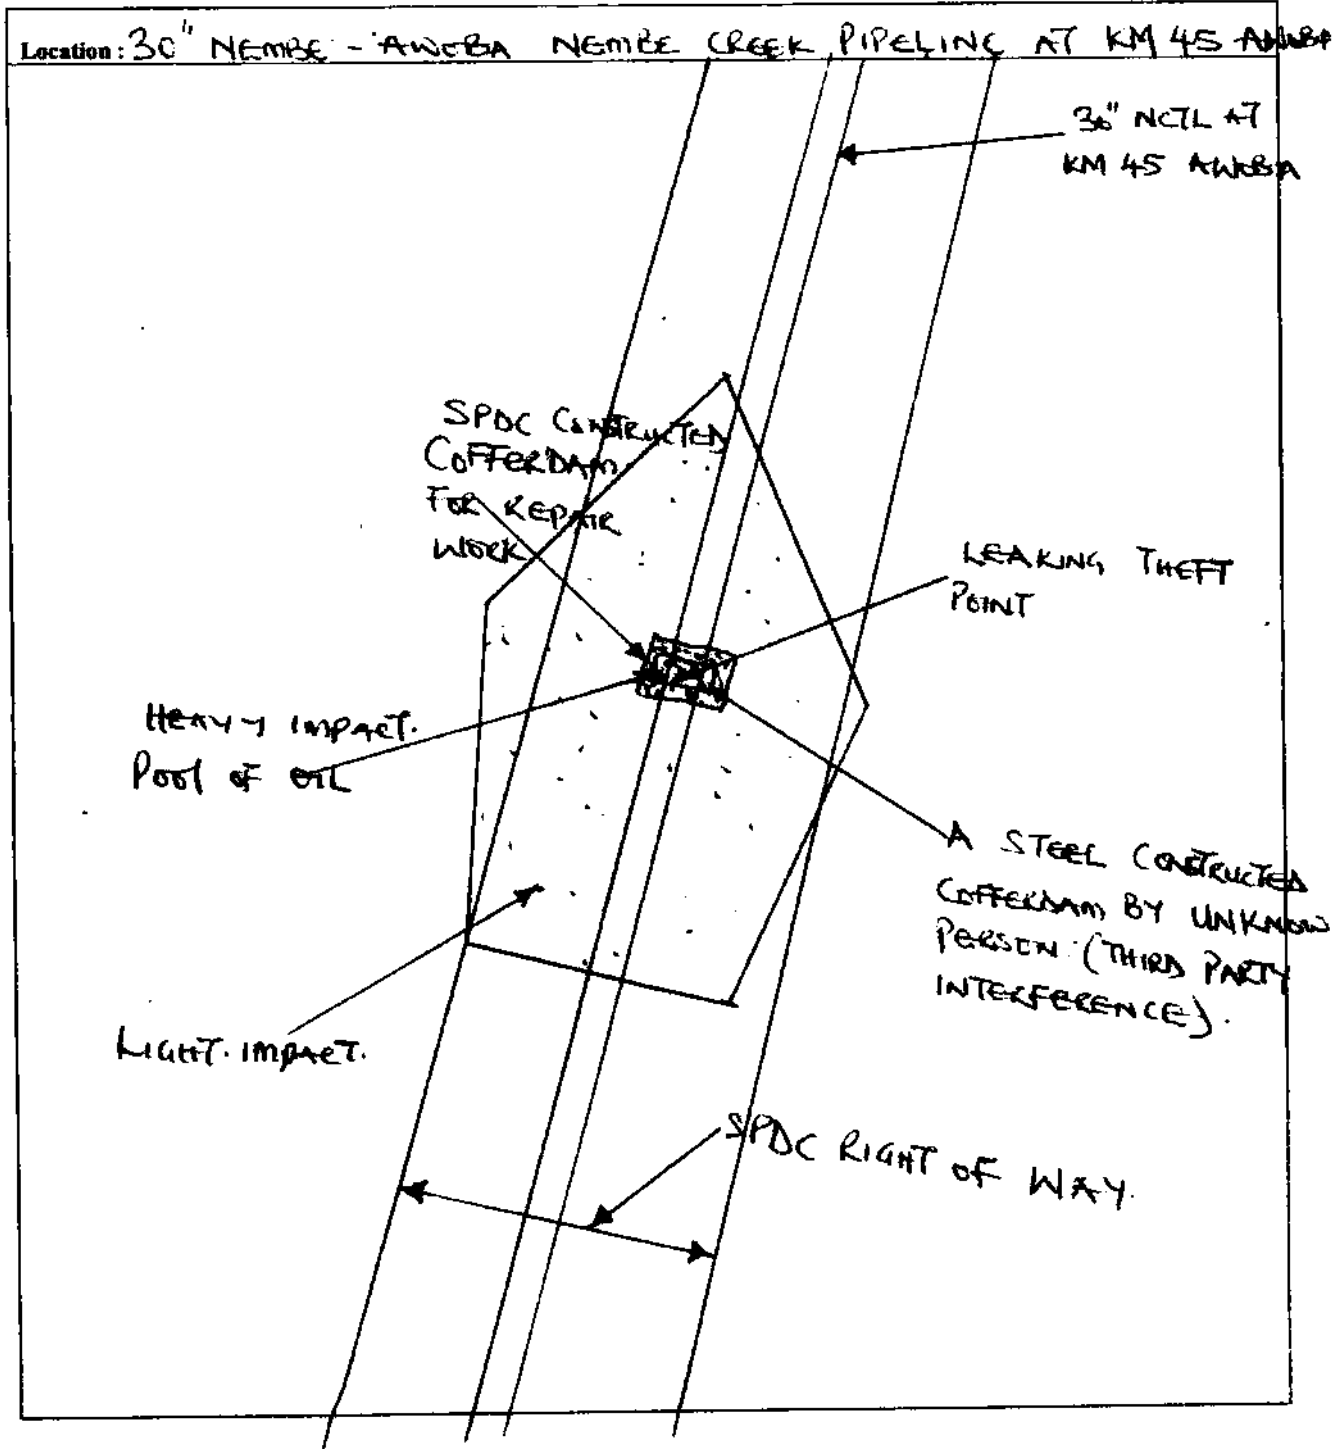 Location : 30" NEMBE - AWOBA NEMBE CREEK PIPELINE AT KM 45 AWOBA
30" NCTL AT
KM 45 AWOBA
SPDC CONSTRUCTED
COFFERDAM
FOR REPAIR
WORK
LEAKING THEFT
POINT
HEAVY IMPACT.
POOL OF OIL
A STEEL CONSTRUCTED
COFFERDAM BY UNKNOW
PERSON (THIRD PARTY
INTERFERENCE).
LIGHT. IMPACT.
SPDC RIGHT OF WAY.